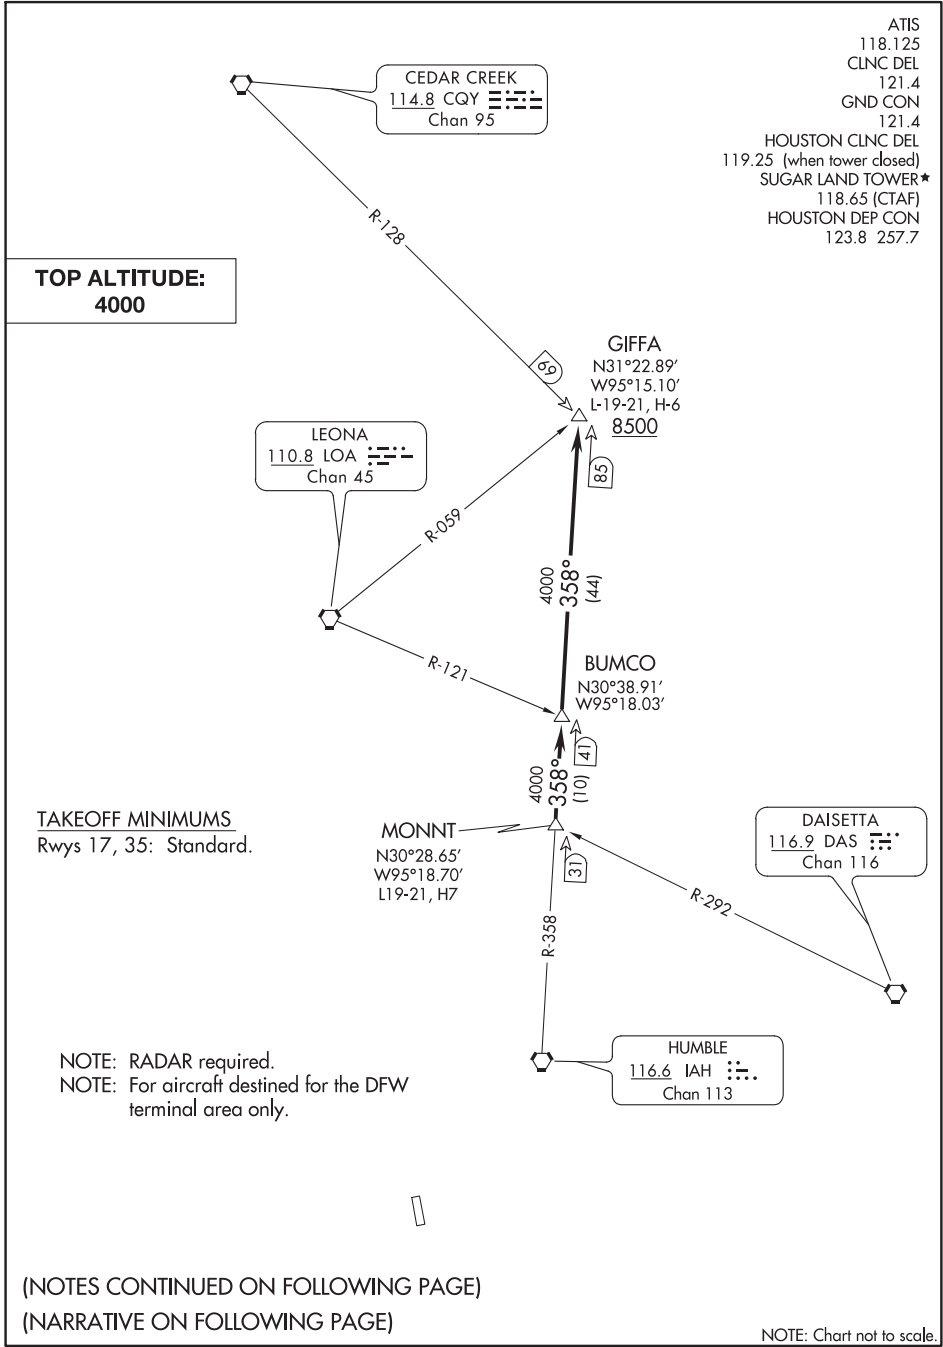 ATIS
118.125
CLNC DEL
121.4
GND CON
121.4
HOUSTON CLNC DEL
119.25 (when tower closed)
SUGAR LAND TOWER★
118.65 (CTAF)
HOUSTON DEP CON
123.8 257.7
CEDAR CREEK
114.8 CQY
Chan 95
R-128
TOP ALTITUDE:
4000
69
GIFFA
N31°22.89'
W95°15.10'
L-19-21, H-6
8500
LEONA
110.8 LOA
Chan 45
85
R-059
4000
358°
(44)
R-121
BUMCO
N30°38.91'
W95°18.03'
41
4000
358°
(10)
TAKEOFF MINIMUMS
Rwys 17, 35: Standard.
MONNT
N30°28.65'
W95°18.70'
L19-21, H7
31
DAISETTA
116.9 DAS
Chan 116
R-292
R-358
HUMBLE
116.6 IAH
Chan 113
NOTE: RADAR required.
NOTE: For aircraft destined for the DFW
terminal area only.
(NOTES CONTINUED ON FOLLOWING PAGE)
(NARRATIVE ON FOLLOWING PAGE)
NOTE: Chart not to scale.